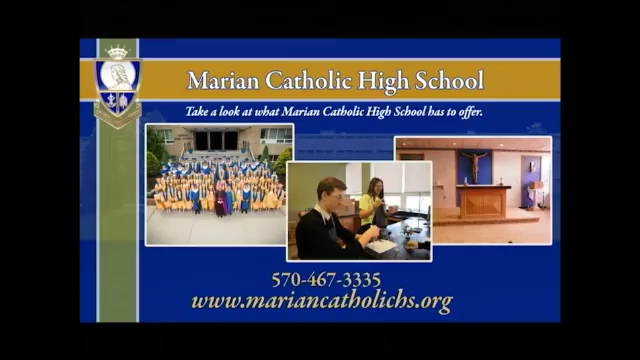 Marian Catholic High School
Take a look at what Marian Catholic High School has to offer.
570-467-3335
www.mariancatholichs.org